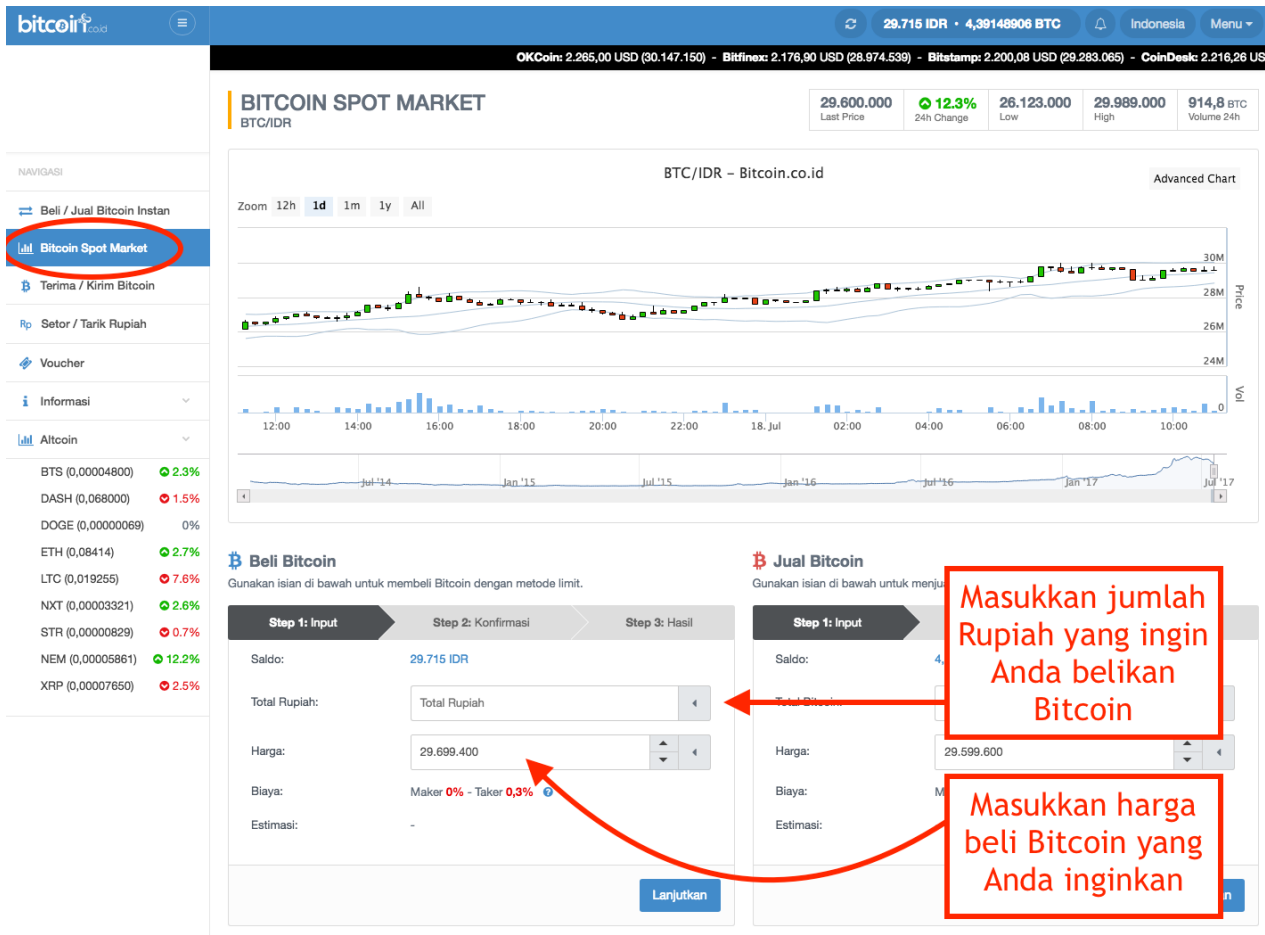 bitcoin.co.id
29.715 IDR • 4,39148906 BTC
Indonesia
Menu
OKCoin: 2.265,00 USD (30.147.150) - Bitfinex: 2.176,90 USD (28.974.539) - Bitstamp: 2.200,08 USD (29.283.065) - CoinDesk: 2.216,26 US
BITCOIN SPOT MARKET
BTC/IDR
29.600.000
Last Price
12.3%
24h Change
26.123.000
Low
29.989.000
High
914,8 BTC
Volume 24h
NAVIGASI
Beli / Jual Bitcoin Instan
Bitcoin Spot Market
Terima / Kirim Bitcoin
Rp Setor / Tarik Rupiah
Voucher
Informasi
Altcoin
BTS (0,00004800) 2.3%
DASH (0,068000) 1.5%
DOGE (0,00000069) 0%
ETH (0,08414) 2.7%
LTC (0,019255) 7.6%
NXT (0,00003321) 2.6%
STR (0,00000829) 0.7%
NEM (0,00005861) 12.2%
XRP (0,00007650) 2.5%
BTC/IDR – Bitcoin.co.id
Advanced Chart
Zoom 12h 1d 1m 1y All
30M
28M
26M
24M
Price
Vol
0
12:00 14:00 16:00 18:00 20:00 22:00 18. Jul 02:00 04:00 06:00 08:00 10:00
Jul '14 Jan '15 Jul '15 Jan '16 Jul '16 Jan '17 Jul '17
Beli Bitcoin
Gunakan isian di bawah untuk membeli Bitcoin dengan metode limit.
Step 1: Input Step 2: Konfirmasi Step 3: Hasil
Saldo: 29.715 IDR
Total Rupiah: Total Rupiah
Harga: 29.699.400
Biaya: Maker 0% - Taker 0,3%
Estimasi: -
Lanjutkan
Jual Bitcoin
Gunakan isian di bawah untuk menju
Step 1: Input
Saldo: 4,
Total Bitcoin:
Harga: 29.599.600
Biaya: M
Estimasi:
n
Masukkan jumlah
Rupiah yang ingin
Anda belikan
Bitcoin
Masukkan harga
beli Bitcoin yang
Anda inginkan